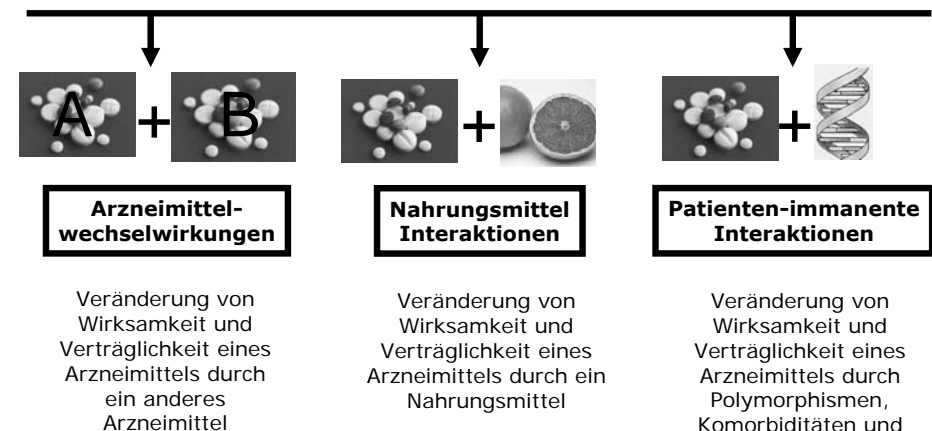 A
+
B
+
+
Arzneimittel-
wechselwirkungen
Nahrungsmittel
Interaktionen
Patienten-immanente
Interaktionen
Veränderung von
Wirksamkeit und
Verträglichkeit eines
Arzneimittels durch
ein anderes
Arzneimittel
Veränderung von
Wirksamkeit und
Verträglichkeit eines
Arzneimittels durch ein
Nahrungsmittel
Veränderung von
Wirksamkeit und
Verträglichkeit eines
Arzneimittels durch
Polymorphismen,
Komorbiditäten und